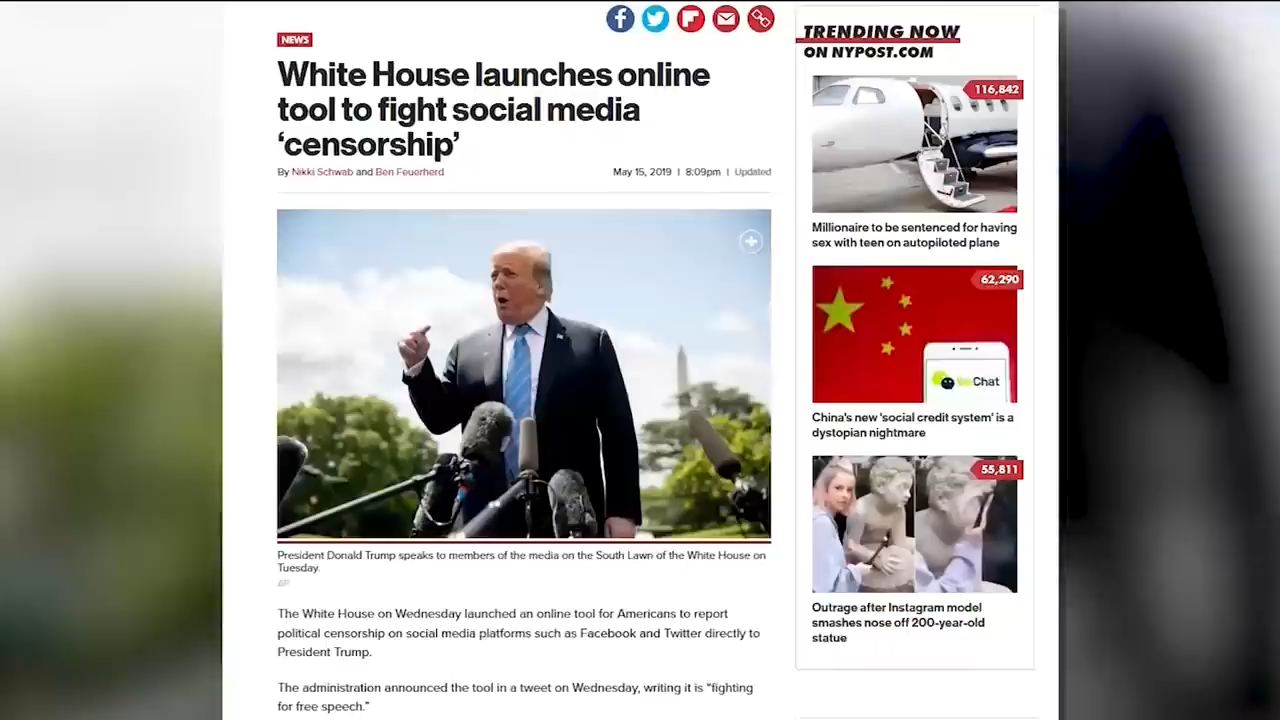 NEWS
White House launches online
tool to fight social media
‘censorship’
By Nikki Schwab and Ben Feuerherd
May 15, 2019 | 8:09pm | Updated
President Donald Trump speaks to members of the media on the South Lawn of the White House on
Tuesday.
AP
The White House on Wednesday launched an online tool for Americans to report
political censorship on social media platforms such as Facebook and Twitter directly to
President Trump.
The administration announced the tool in a tweet on Wednesday, writing it is “fighting
for free speech.”
TRENDING NOW
ON NYPOST.COM
116,842
Millionaire to be sentenced for having
sex with teen on autopiloted plane
62,290
WeChat
China's new 'social credit system' is a
dystopian nightmare
55,811
Outrage after Instagram model
smashes nose off 200-year-old
statue